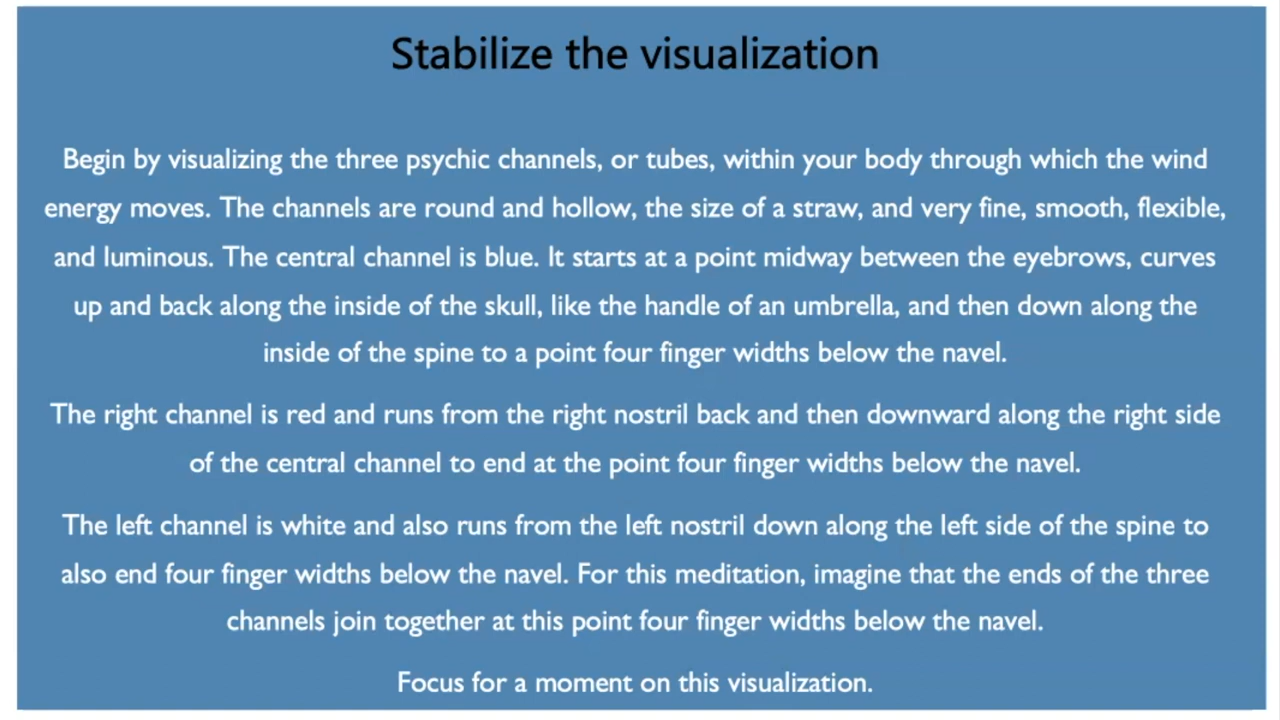 Stabilize the visualization
Begin by visualizing the three psychic channels, or tubes, within your body through which the wind
energy moves. The channels are round and hollow, the size of a straw, and very fine, smooth, flexible,
and luminous. The central channel is blue. It starts at a point midway between the eyebrows, curves
up and back along the inside of the skull, like the handle of an umbrella, and then down along the
inside of the spine to a point four finger widths below the navel.
The right channel is red and runs from the right nostril back and then downward along the right side
of the central channel to end at the point four finger widths below the navel.
The left channel is white and also runs from the left nostril down along the left side of the spine to
also end four finger widths below the navel. For this meditation, imagine that the ends of the three
channels join together at this point four finger widths below the navel.
Focus for a moment on this visualization.